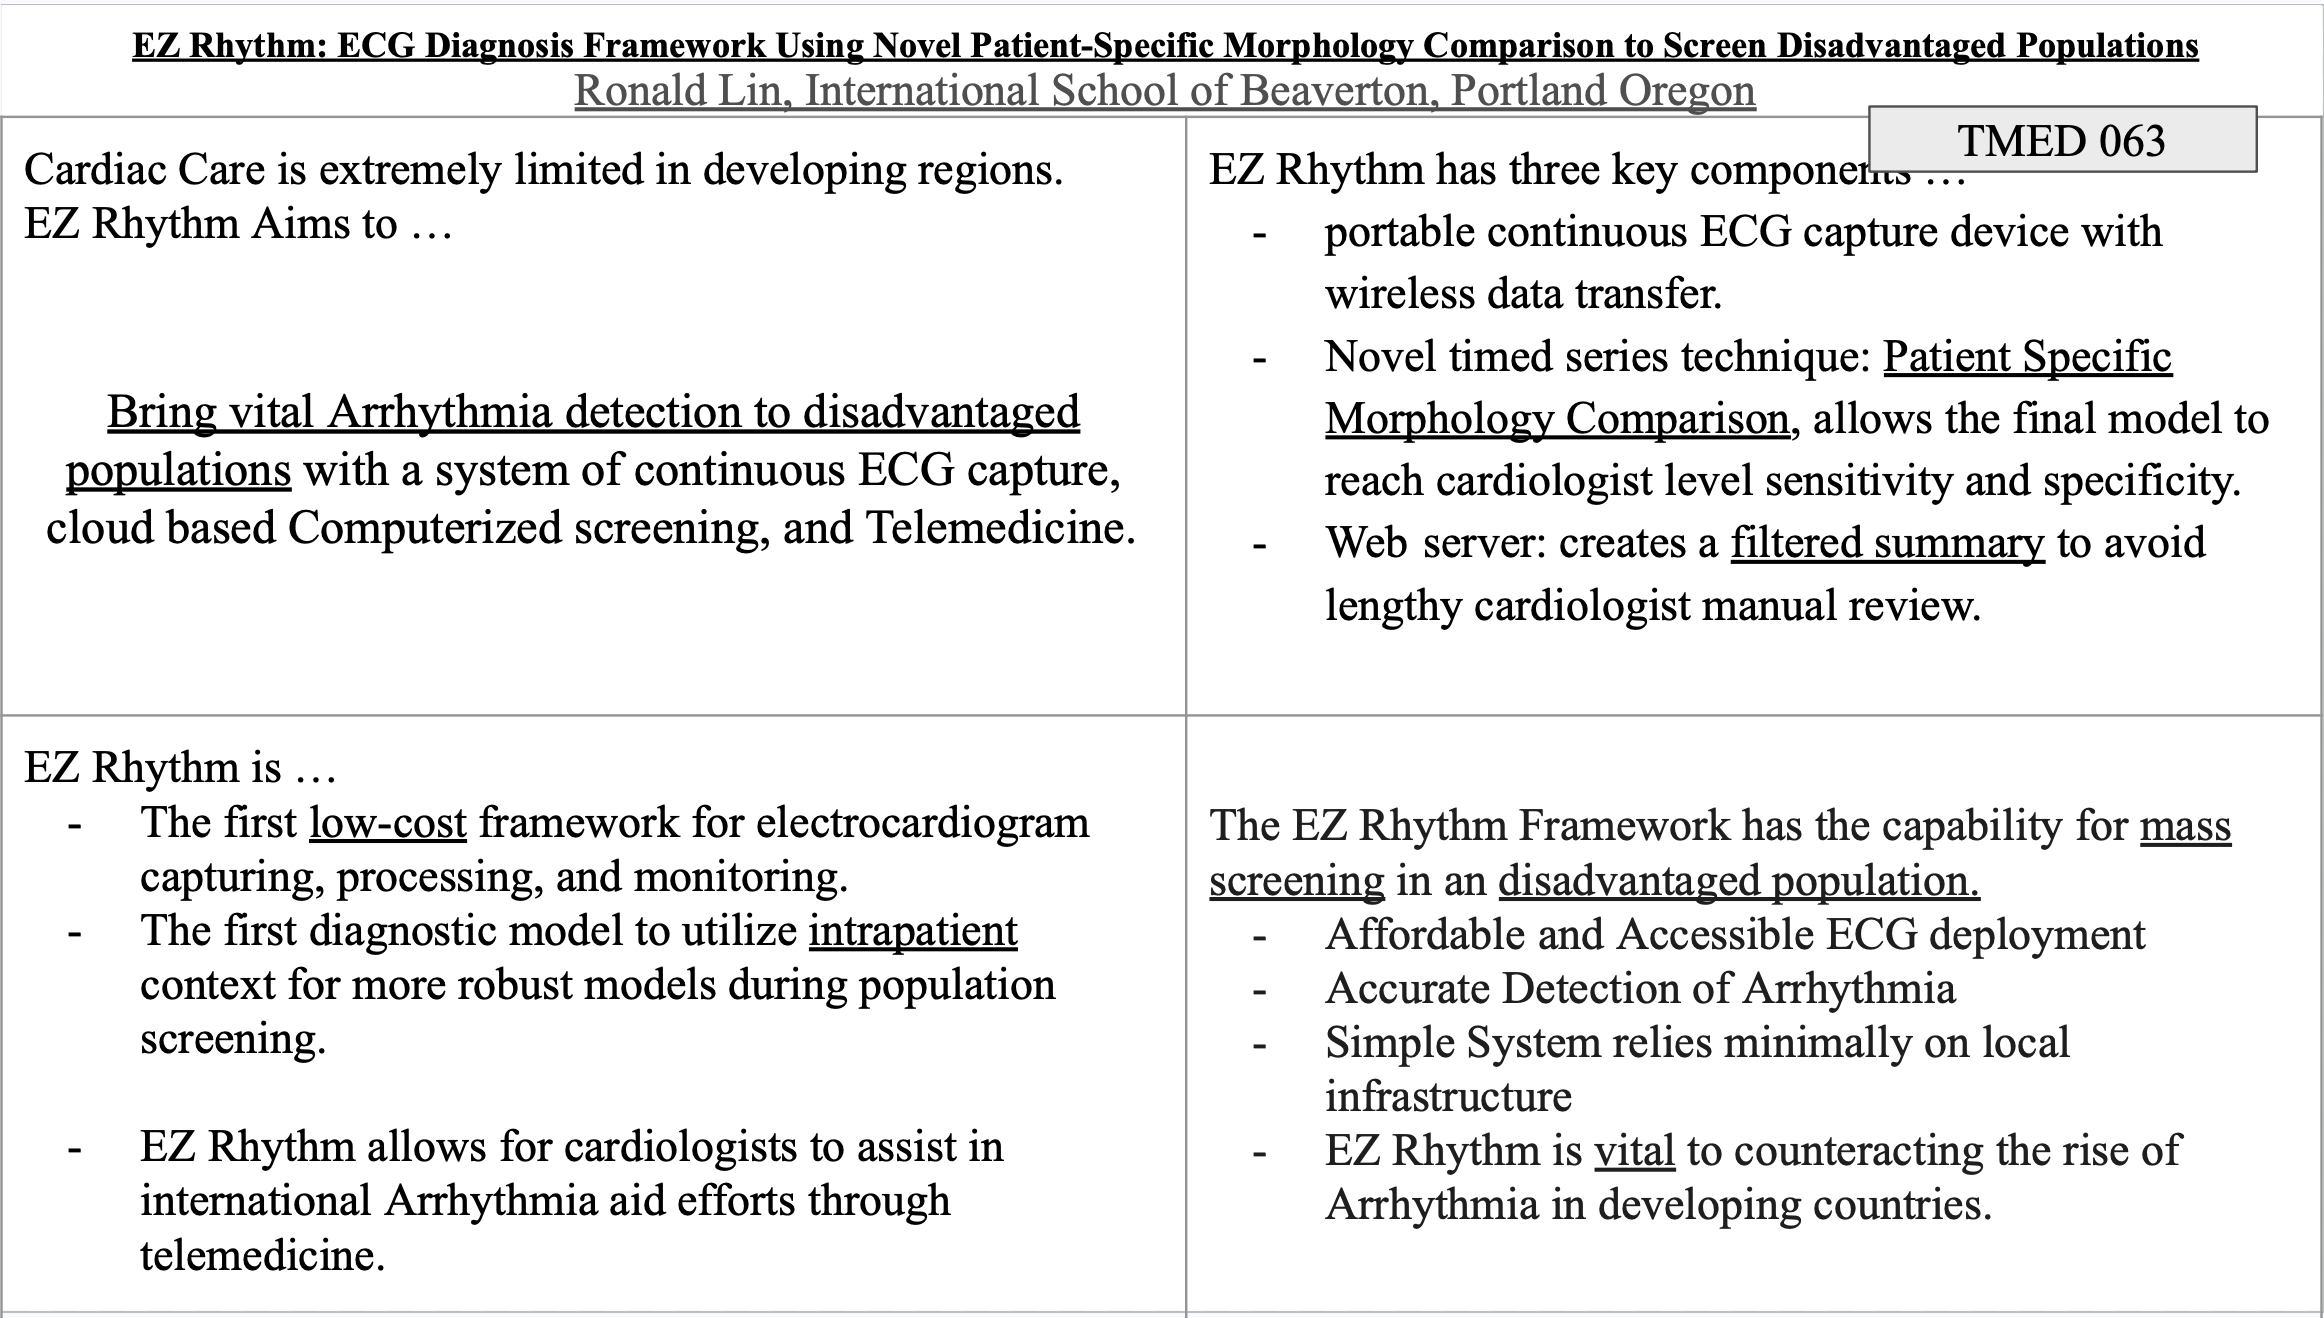 EZ Rhythm: ECG Diagnosis Framework Using Novel Patient-Specific Morphology Comparison to Screen Disadvantaged Populations
Ronald Lin, International School of Beaverton, Portland Oregon
TMED 063
Cardiac Care is extremely limited in developing regions.
EZ Rhythm Aims to …
Bring vital Arrhythmia detection to disadvantaged
populations with a system of continuous ECG capture,
cloud based Computerized screening, and Telemedicine.
EZ Rhythm has three key components …
- portable continuous ECG capture device with
wireless data transfer.
- Novel timed series technique: Patient Specific
Morphology Comparison, allows the final model to
reach cardiologist level sensitivity and specificity.
- Web server: creates a filtered summary to avoid
lengthy cardiologist manual review.
EZ Rhythm is …
- The first low-cost framework for electrocardiogram
capturing, processing, and monitoring.
- The first diagnostic model to utilize intrapatient
context for more robust models during population
screening.
- EZ Rhythm allows for cardiologists to assist in
international Arrhythmia aid efforts through
telemedicine.
The EZ Rhythm Framework has the capability for mass
screening in an disadvantaged population.
- Affordable and Accessible ECG deployment
- Accurate Detection of Arrhythmia
- Simple System relies minimally on local
infrastructure
- EZ Rhythm is vital to counteracting the rise of
Arrhythmia in developing countries.